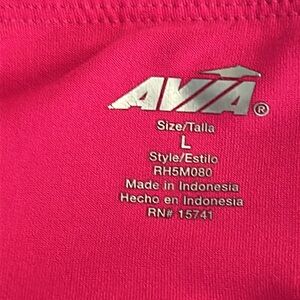 AVIA®
Size/Talla
L
Style/Estilo
RH5M080
Made in Indonesia
Hecho en Indonesia
RN# 15741